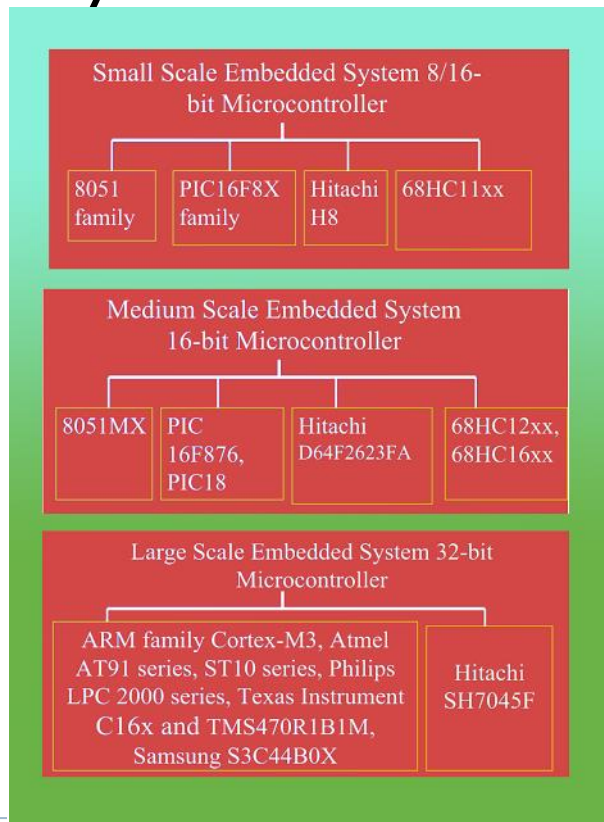 Small Scale Embedded System 8/16-
bit Microcontroller
8051
family
PIC16F8X
family
Hitachi
H8
68HC11xx
Medium Scale Embedded System
16-bit Microcontroller
8051MX
PIC
16F876,
PIC18
Hitachi
D64F2623FA
68HC12xx,
68HC16xx
Large Scale Embedded System 32-bit
Microcontroller
ARM family Cortex-M3, Atmel
AT91 series, ST10 series, Philips
LPC 2000 series, Texas Instrument
C16x and TMS470R1B1M,
Samsung S3C44B0X
Hitachi
SH7045F